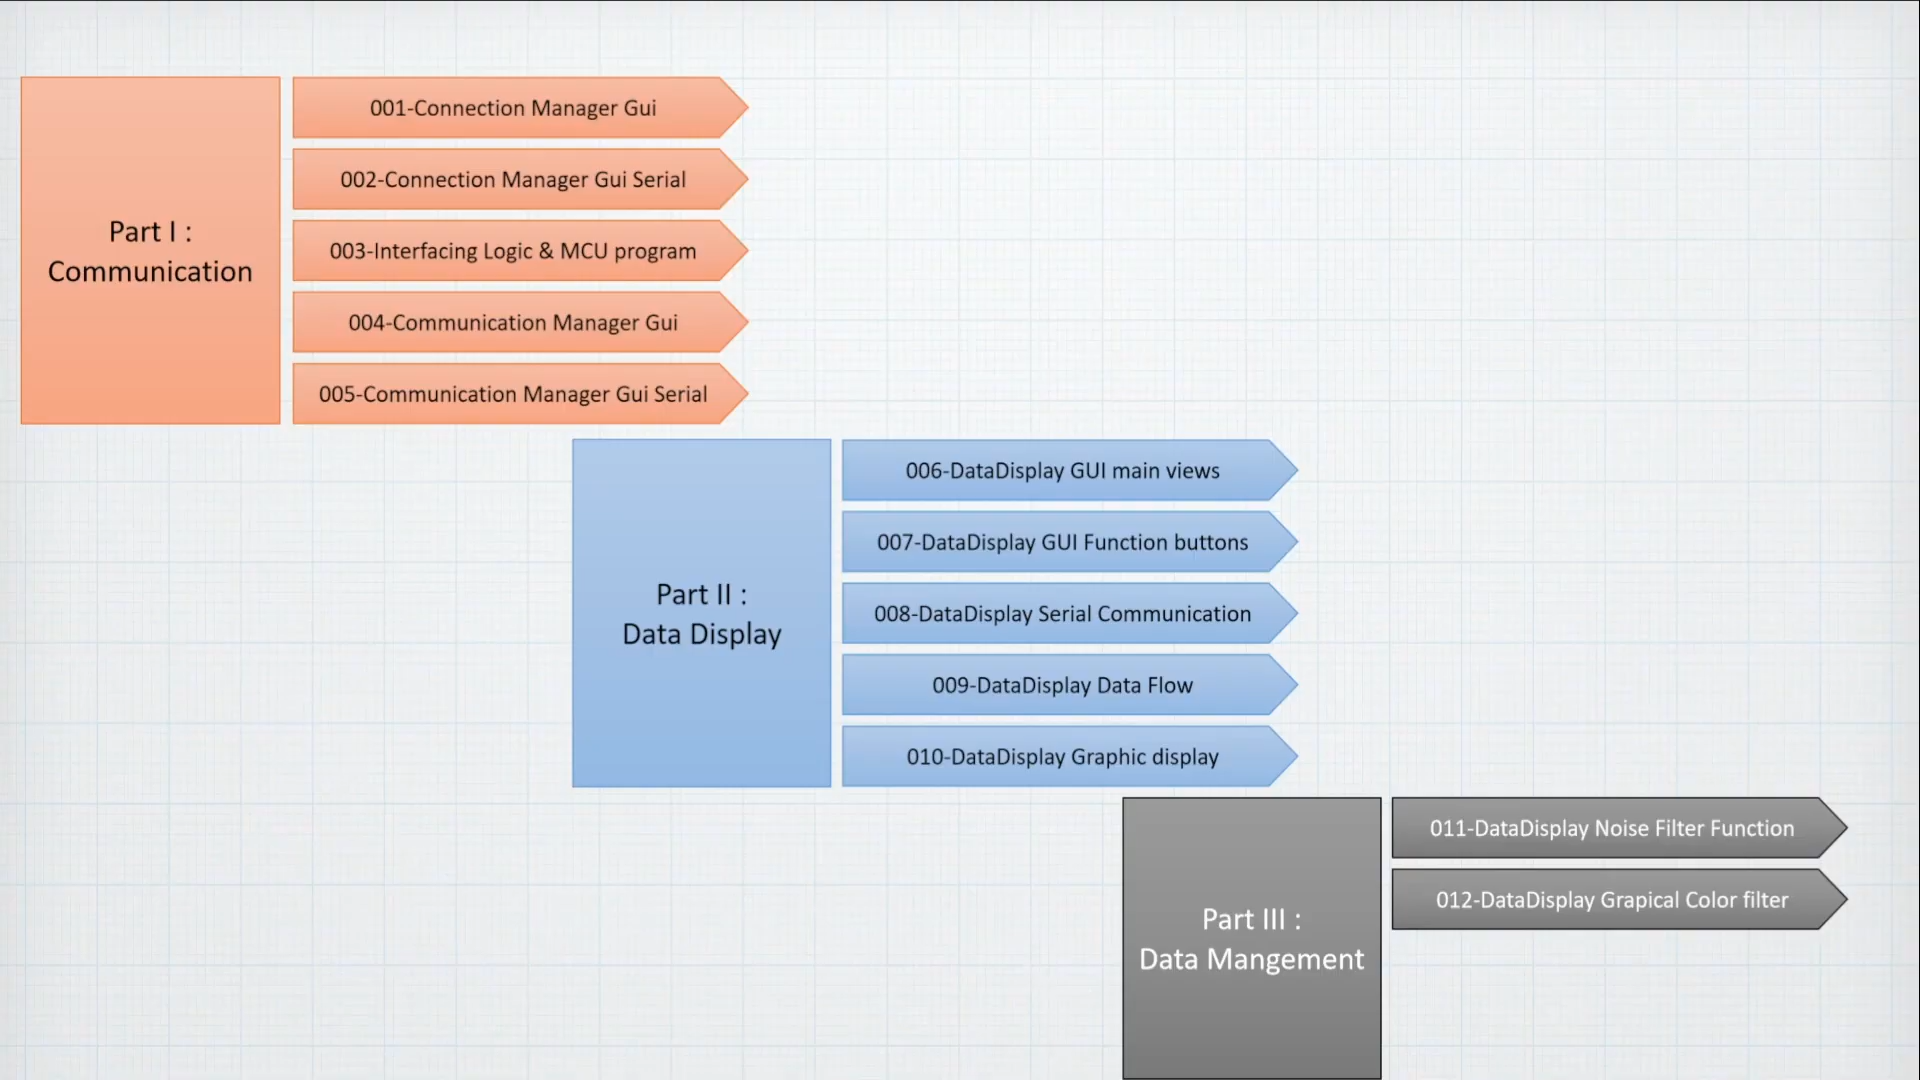 Part I :
Communication
001-Connection Manager Gui
002-Connection Manager Gui Serial
003-Interfacing Logic & MCU program
004-Communication Manager Gui
005-Communication Manager Gui Serial
Part II :
Data Display
006-DataDisplay GUI main views
007-DataDisplay GUI Function buttons
008-DataDisplay Serial Communication
009-DataDisplay Data Flow
010-DataDisplay Graphic display
Part III :
Data Mangement
011-DataDisplay Noise Filter Function
012-DataDisplay Grapical Color filter